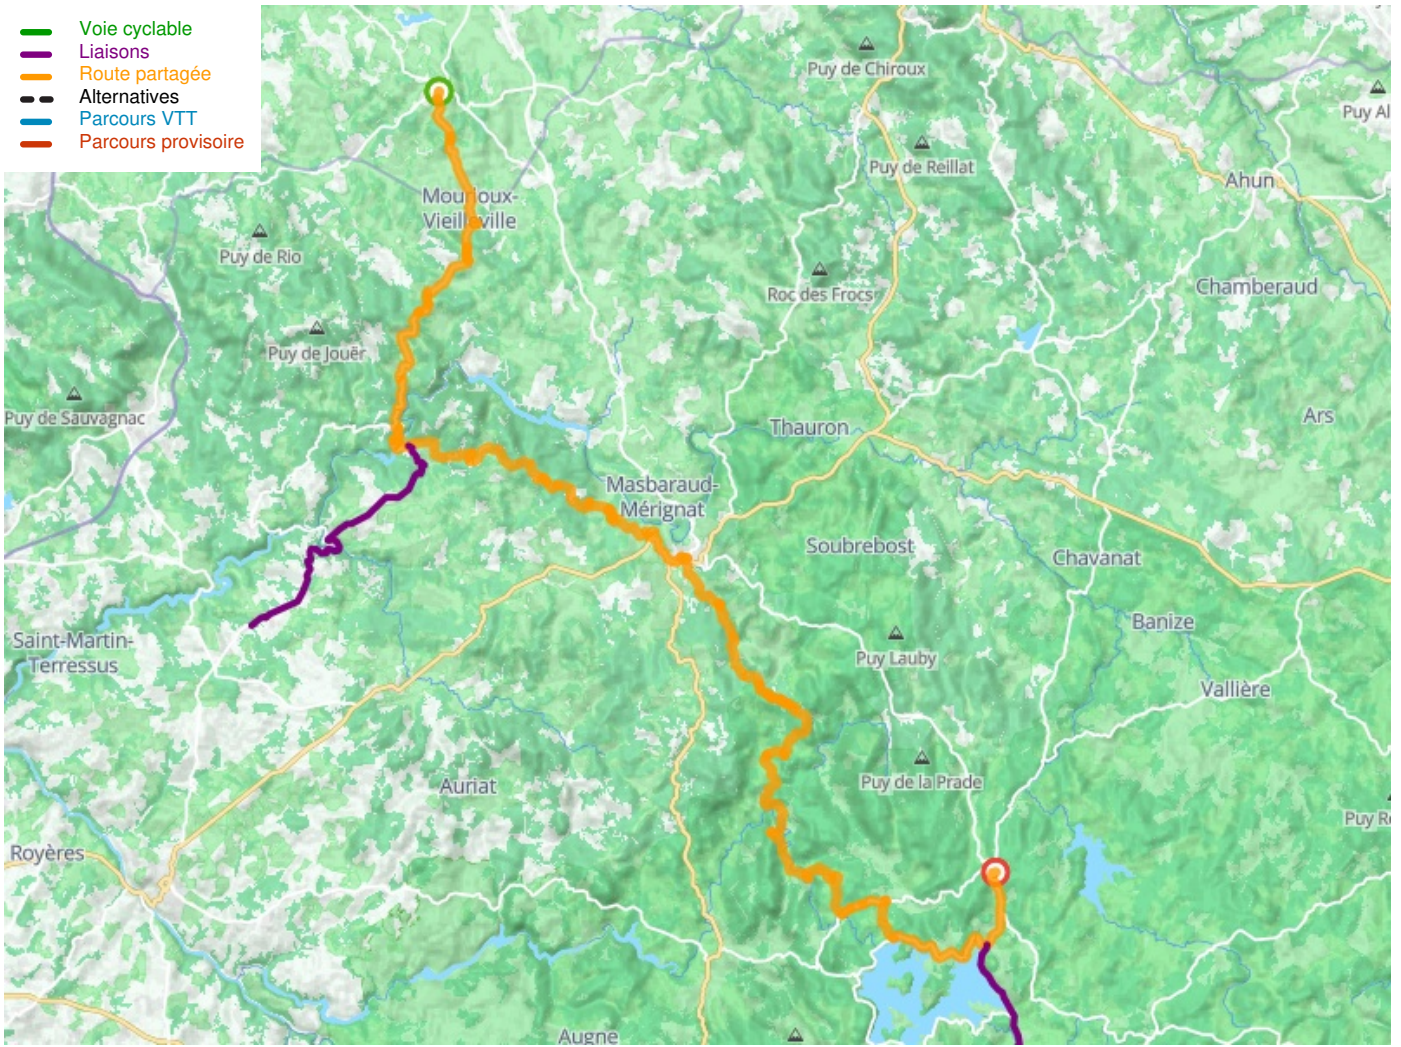 Voie cyclable
Liaisons
Route partagée
Alternatives
Parcours VTT
Parcours provisoire
Puy de Chiroux
Puy Al
Puy de Reillat
Ahun
Mourioux-
Vieilleville
Puy de Rio
Roc des Frocs
Chamberaud
Puy de Jouër
Puy de Sauvagnac
Ars
Thauron
Masbaraud-
Mérignat
Soubrebost
Chavanat
Banize
Saint-Martin-
Terressus
Puy Lauby
Vallière
Auriat
Puy de la Prade
Puy Re
Royères
Augne